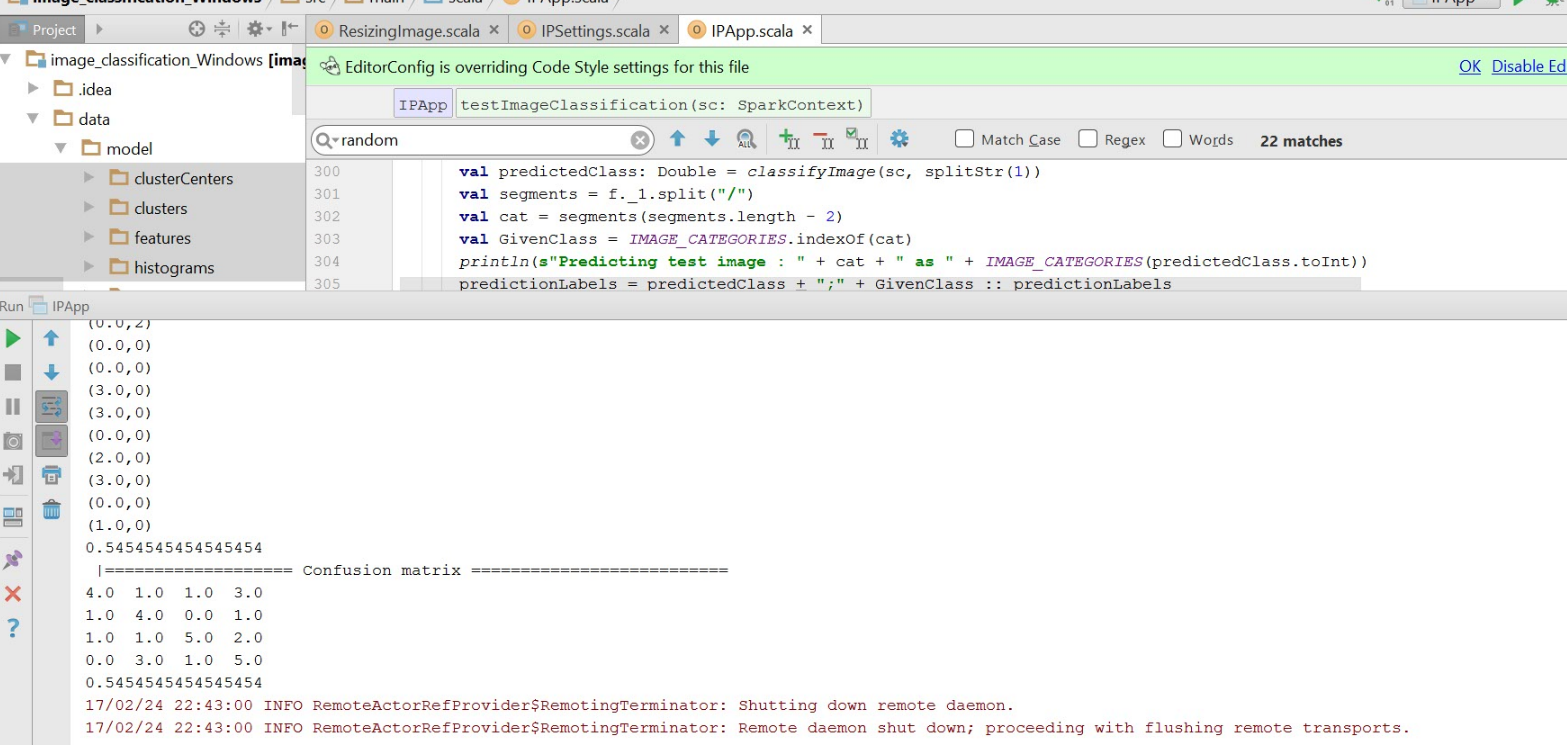 image_classification_Windows src main scala IPApp.scala
IPApp
Project
ResizingImage.scala × IPSettings.scala × IPApp.scala ×
image_classification_Windows [imag
.idea
data
model
clusterCenters
clusters
features
histograms
EditorConfig is overriding Code Style settings for this file OK Disable Ed
IPApp testImageClassification(sc: SparkContext)
random Match Case Regex Words 22 matches
300 val predictedClass: Double = classifyImage(sc, splitStr(1))
301 val segments = f._1.split("/")
302 val cat = segments(segments.length - 2)
303 val GivenClass = IMAGE_CATEGORIES.indexOf(cat)
304 println(s"Predicting test image : " + cat + " as " + IMAGE_CATEGORIES(predictedClass.toInt))
305 predictionLabels = predictedClass + ";" + GivenClass :: predictionLabels
Run IPApp
(0.0,2)
(0.0,0)
(0.0,0)
(3.0,0)
(3.0,0)
(0.0,0)
(2.0,0)
(3.0,0)
(0.0,0)
(1.0,0)
0.5454545454545454
|=================== Confusion matrix ==========================
4.0 1.0 1.0 3.0
1.0 4.0 0.0 1.0
1.0 1.0 5.0 2.0
0.0 3.0 1.0 5.0
0.5454545454545454
17/02/24 22:43:00 INFO RemoteActorRefProvider$RemotingTerminator: Shutting down remote daemon.
17/02/24 22:43:00 INFO RemoteActorRefProvider$RemotingTerminator: Remote daemon shut down; proceeding with flushing remote transports.